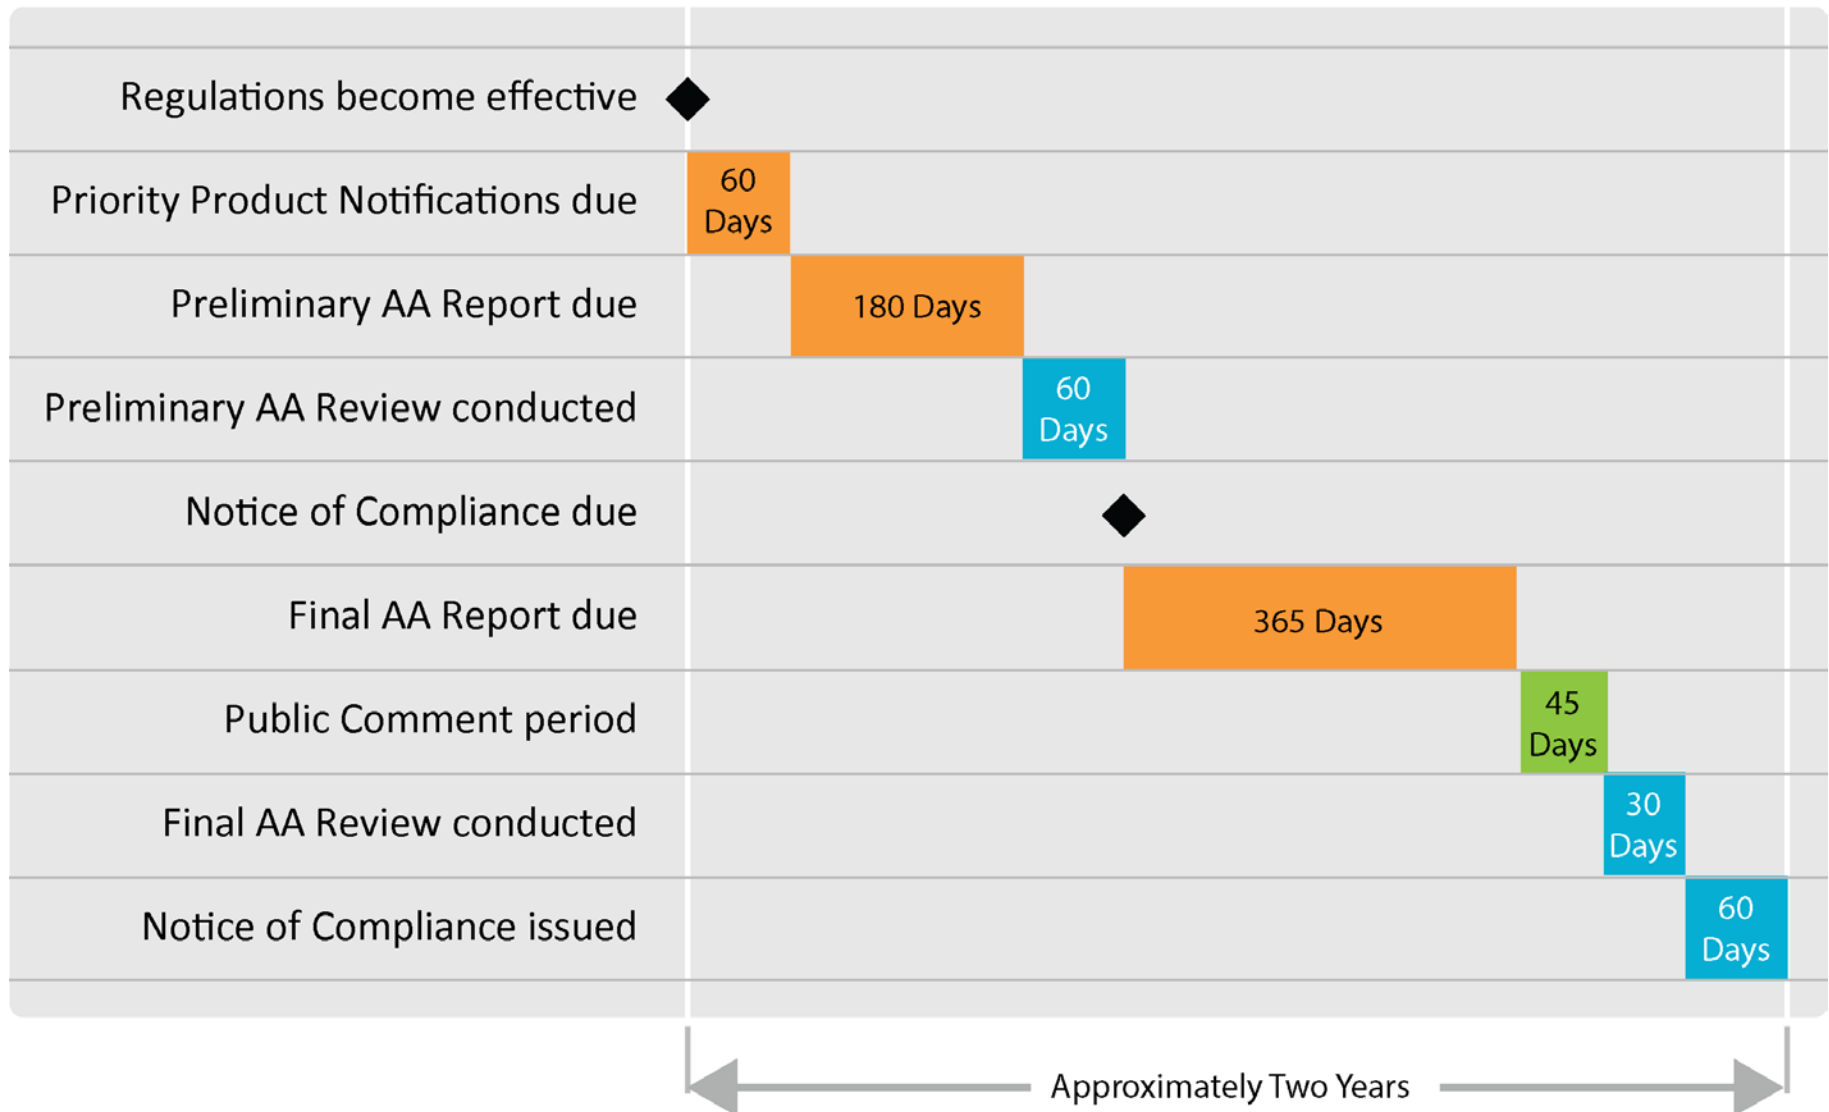 Regulations become effective
Priority Product Notifications due
60
Days
Preliminary AA Report due
180 Days
Preliminary AA Review conducted
60
Days
Notice of Compliance due
Final AA Report due
365 Days
Public Comment period
45
Days
Final AA Review conducted
30
Days
Notice of Compliance issued
60
Days
Approximately Two Years